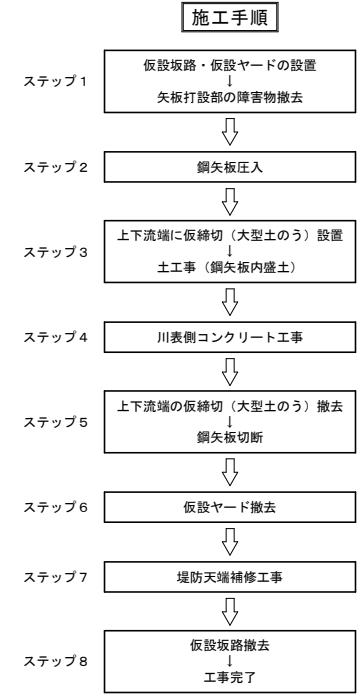 施工手順
ステップ1
仮設坂路・仮設ヤードの設置
↓
矢板打設部の障害物撤去
ステップ2
鋼矢板圧入
ステップ3
上下流端に仮締切（大型土のう）設置
↓
土工事（鋼矢板内盛土）
ステップ4
川表側コンクリート工事
ステップ5
上下流端の仮締切（大型土のう）撤去
↓
鋼矢板切断
ステップ6
仮設ヤード撤去
ステップ7
堤防天端補修工事
ステップ8
仮設坂路撤去
↓
工事完了